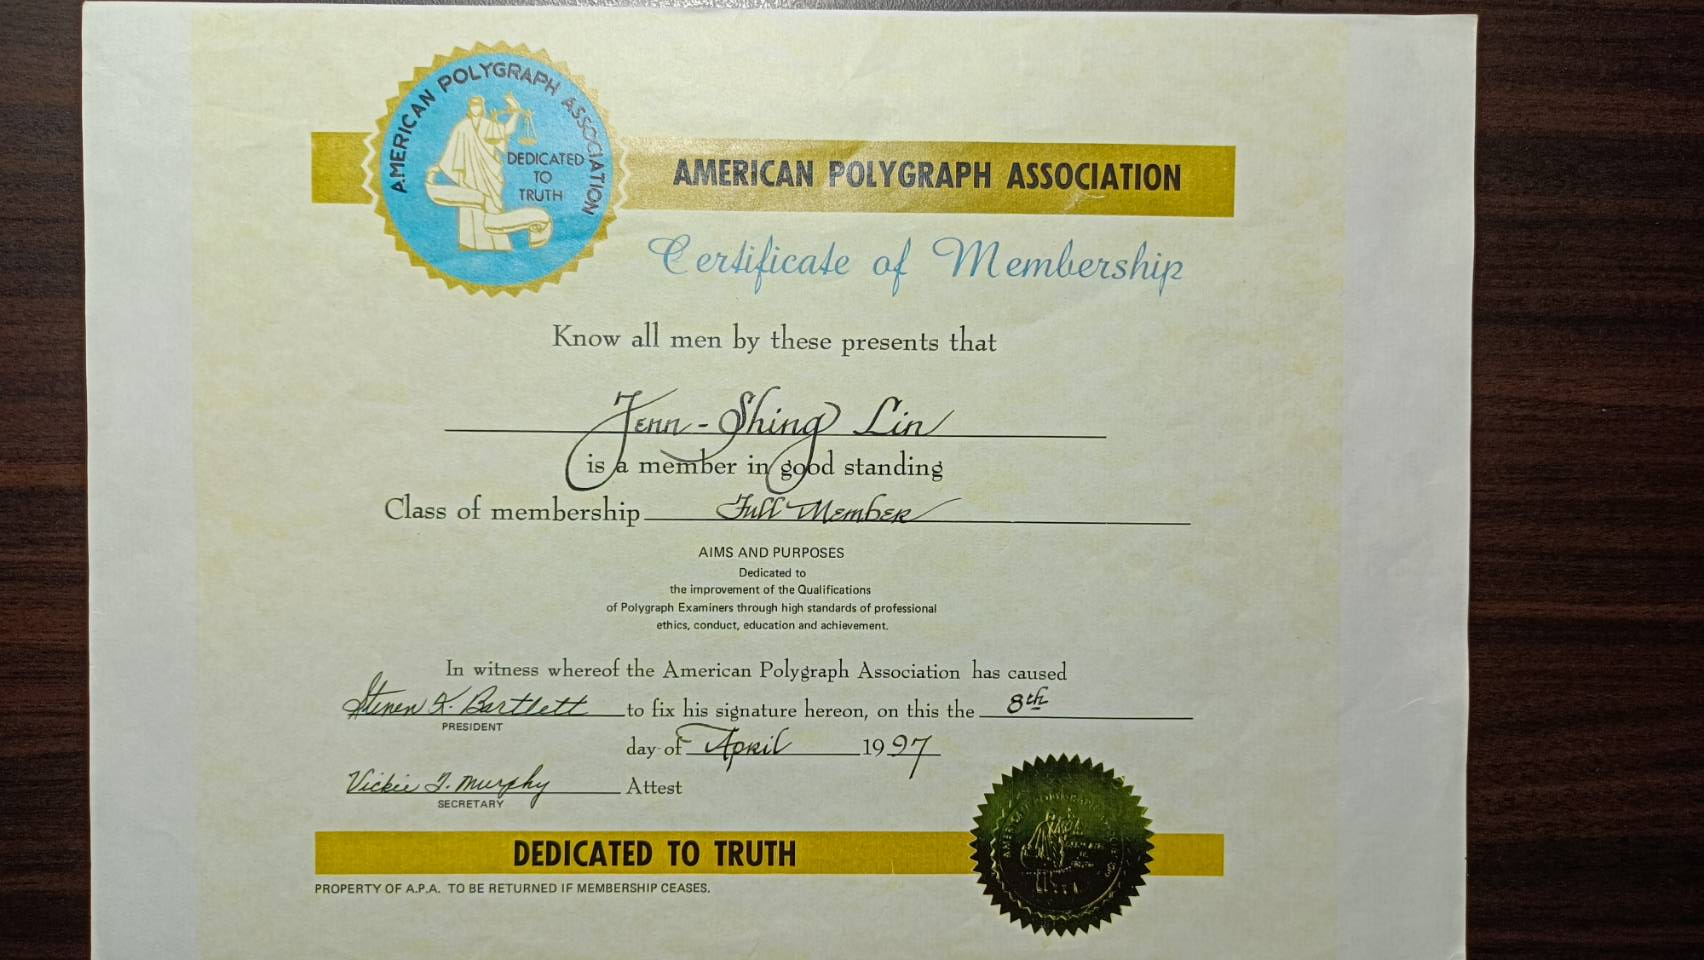 AMERICAN POLYGRAPH ASSOCIATION
DEDICATED
TO
TRUTH
AMERICAN POLYGRAPH ASSOCIATION
Certificate of Membership
Know all men by these presents that
Jenn-Shing Lin
is a member in good standing
Class of membership Full Member
AIMS AND PURPOSES
Dedicated to
the improvement of the Qualifications
of Polygraph Examiners through high standards of professional
ethics, conduct, education and achievement.
In witness whereof the American Polygraph Association has caused
Steven K. Bartlett to fix his signature hereon, on this the 8th
PRESIDENT
day of April 1997
Vickie T. Murphy Attest
SECRETARY
DEDICATED TO TRUTH
PROPERTY OF A.P.A. TO BE RETURNED IF MEMBERSHIP CEASES.